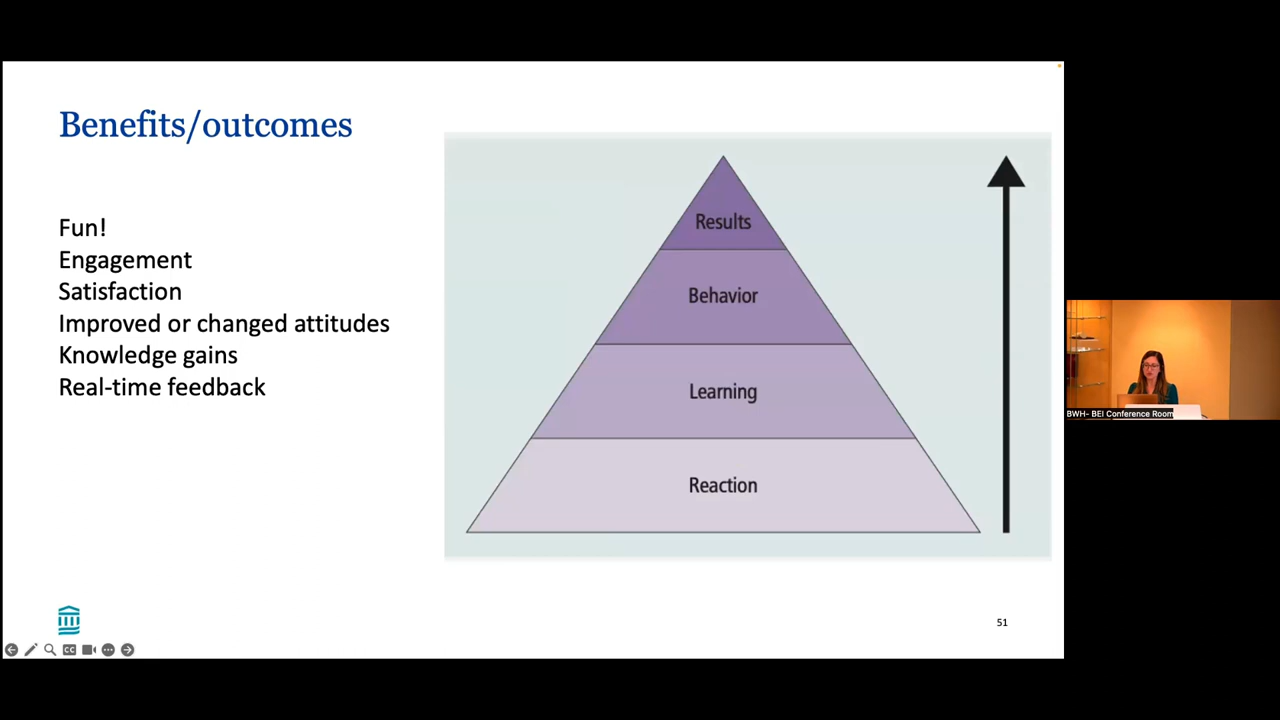 Benefits/outcomes
Fun!
Engagement
Satisfaction
Improved or changed attitudes
Knowledge gains
Real-time feedback
Results
Behavior
Learning
Reaction
51
CC
BWH- BEI Conference Room